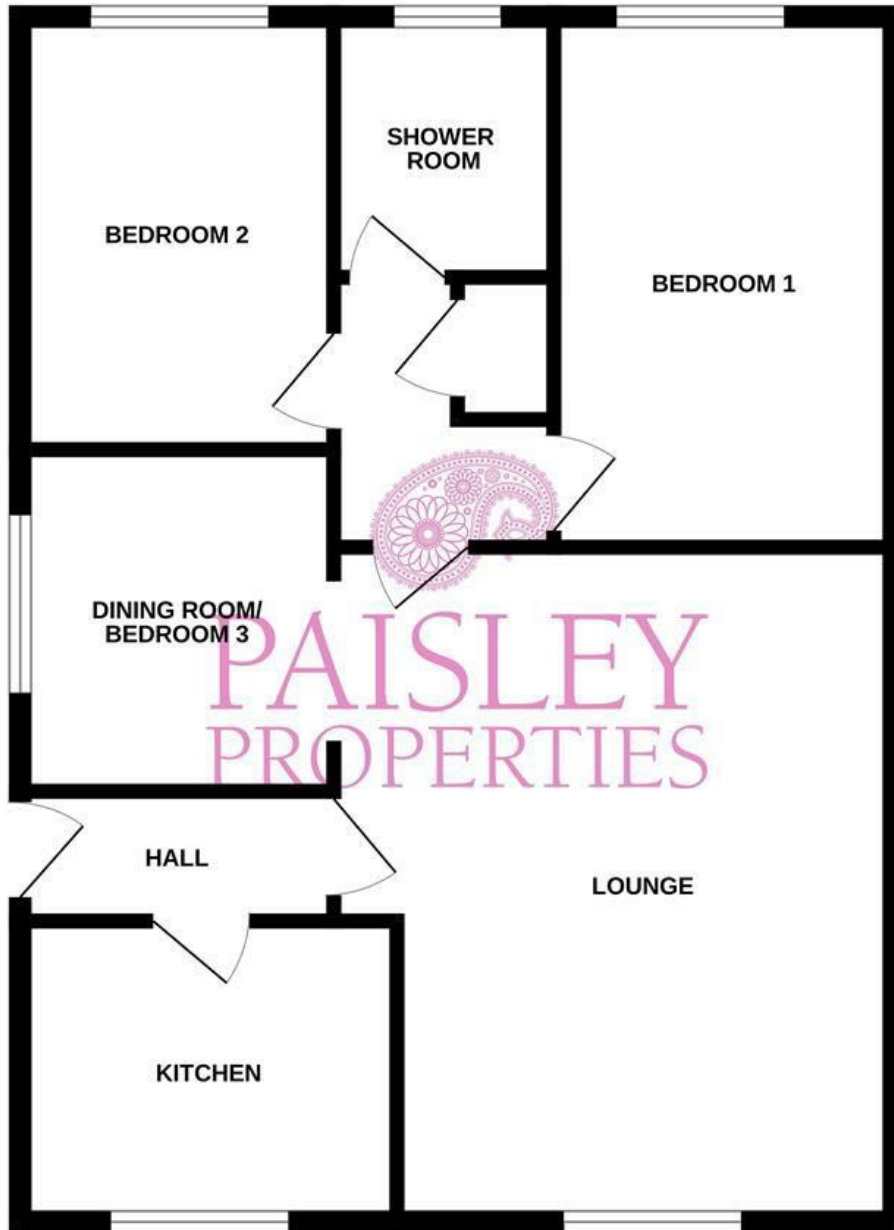 SHOWER
ROOM
BEDROOM 2
BEDROOM 1
DINING ROOM/
BEDROOM 3
PAISLEY
PROPERTIES
HALL
LOUNGE
KITCHEN